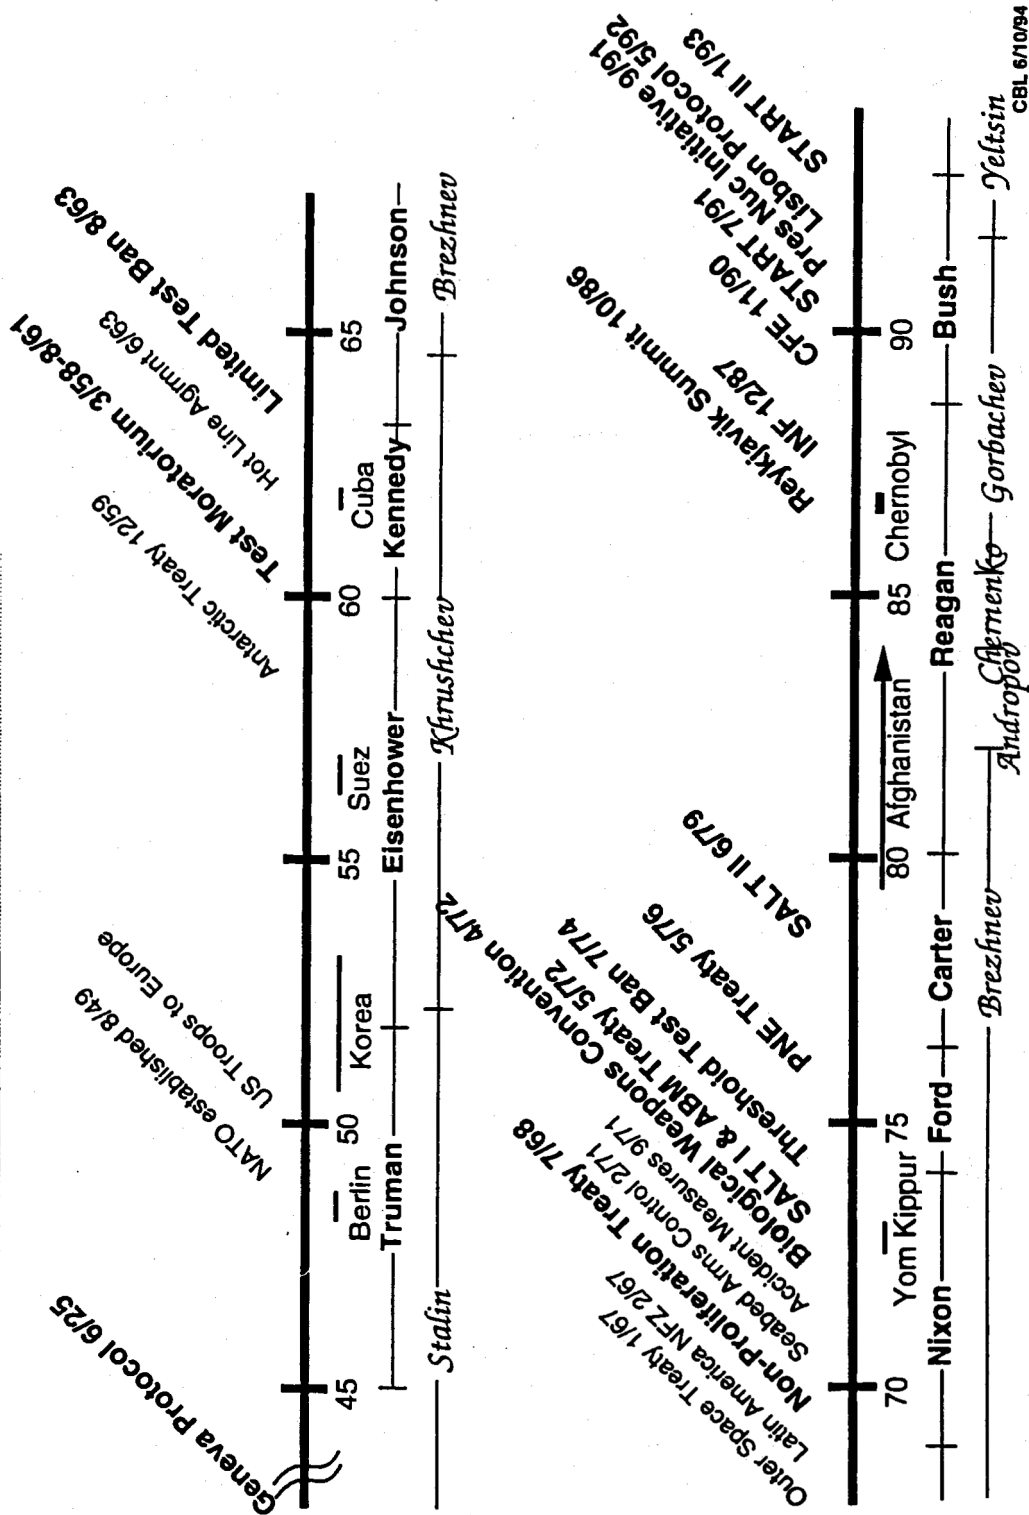 Geneva Protocol 6/25
NATO established 8/49
US Troops to Europe
Antarctic Treaty 12/59
Test Moratorium 3/58-8/61
Hot Line Agrmnt 6/63
Limited Test Ban 8/63
45
50
55
60
65
Berlin
Korea
Suez
Cuba
Truman
Eisenhower
Kennedy
Johnson
Stalin
Khrushchev
Brezhnev
Outer Space Treaty 1/67
Latin America NFZ 2/67
Non-Proliferation Treaty 7/68
Seabed Arms Control 2/71
Accident Measures 9/71
Biological Weapons Convention 4/72
SALT I & ABM Treaty 5/72
Threshold Test Ban 7/74
PNE Treaty 5/76
SALT II 6/79
Reykjavik Summit 10/86
INF 12/87
CFE 11/90
START 7/91
Pres Nuc Initiative 9/91
Lisbon Protocol 5/92
START II 1/93
70
75
80
85
90
Yom Kippur
Afghanistan
Chernobyl
Nixon
Ford
Carter
Reagan
Bush
Brezhnev
Andropov
Chernenko
Gorbachev
Yeltsin
CBL 6/10/94